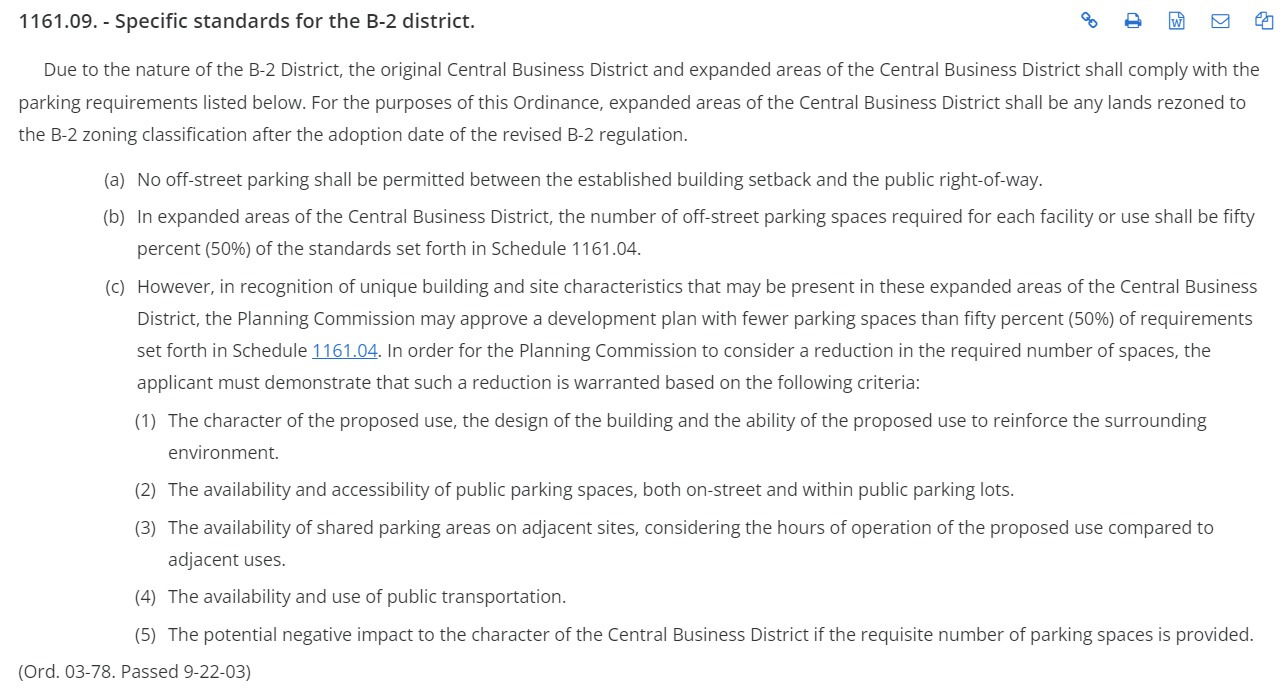 1161.09. - Specific standards for the B-2 district.
Due to the nature of the B-2 District, the original Central Business District and expanded areas of the Central Business District shall comply with the
parking requirements listed below. For the purposes of this Ordinance, expanded areas of the Central Business District shall be any lands rezoned to
the B-2 zoning classification after the adoption date of the revised B-2 regulation.
(a) No off-street parking shall be permitted between the established building setback and the public right-of-way.
(b) In expanded areas of the Central Business District, the number of off-street parking spaces required for each facility or use shall be fifty
percent (50%) of the standards set forth in Schedule 1161.04.
(c) However, in recognition of unique building and site characteristics that may be present in these expanded areas of the Central Business
District, the Planning Commission may approve a development plan with fewer parking spaces than fifty percent (50%) of requirements
set forth in Schedule 1161.04. In order for the Planning Commission to consider a reduction in the required number of spaces, the
applicant must demonstrate that such a reduction is warranted based on the following criteria:
(1) The character of the proposed use, the design of the building and the ability of the proposed use to reinforce the surrounding
environment.
(2) The availability and accessibility of public parking spaces, both on-street and within public parking lots.
(3) The availability of shared parking areas on adjacent sites, considering the hours of operation of the proposed use compared to
adjacent uses.
(4) The availability and use of public transportation.
(5) The potential negative impact to the character of the Central Business District if the requisite number of parking spaces is provided.
(Ord. 03-78. Passed 9-22-03)